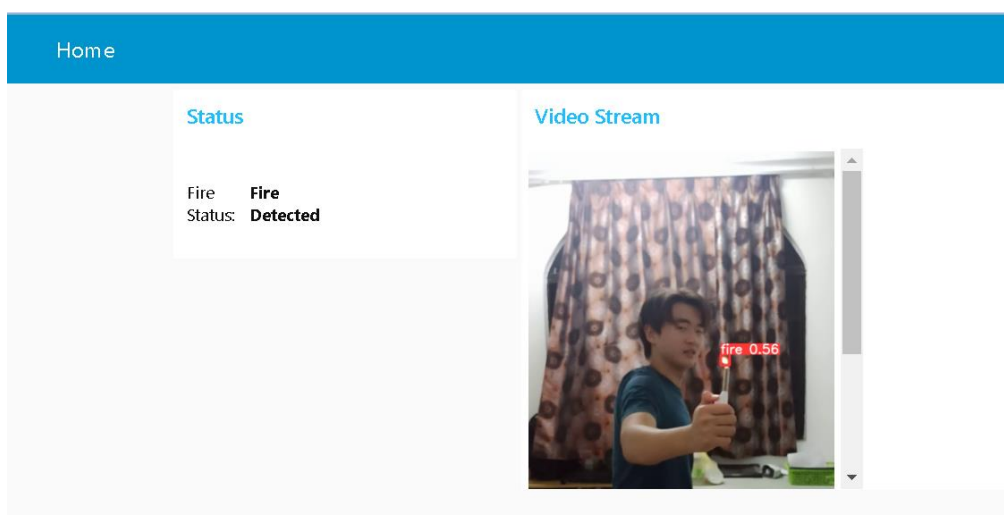 Home
Status
Fire Status:
Fire Detected
Video Stream
fire 0.56